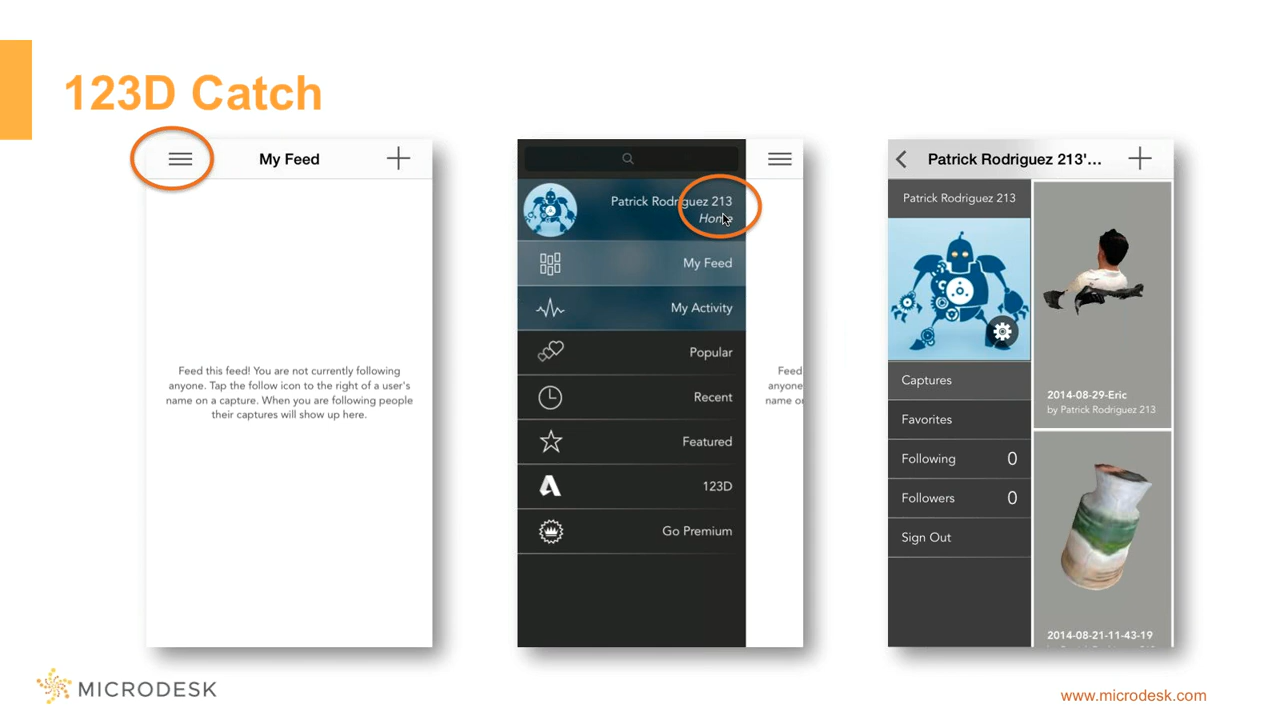 123D Catch
My Feed
Feed this feed! You are not currently following
anyone. Tap the follow icon to the right of a user's
name on a capture. When you are following people
their captures will show up here.
Patrick Rodriguez 213
Home
My Feed
My Activity
Popular
Recent
Featured
123D
Go Premium
Feed
anyone
name o
Patrick Rodriguez 213'...
Patrick Rodriguez 213
Captures
Favorites
Following 0
Followers 0
Sign Out
2014-08-29-Eric
by Patrick Rodriguez 213
2014-08-21-11-43-19
MICRODESK
www.microdesk.com